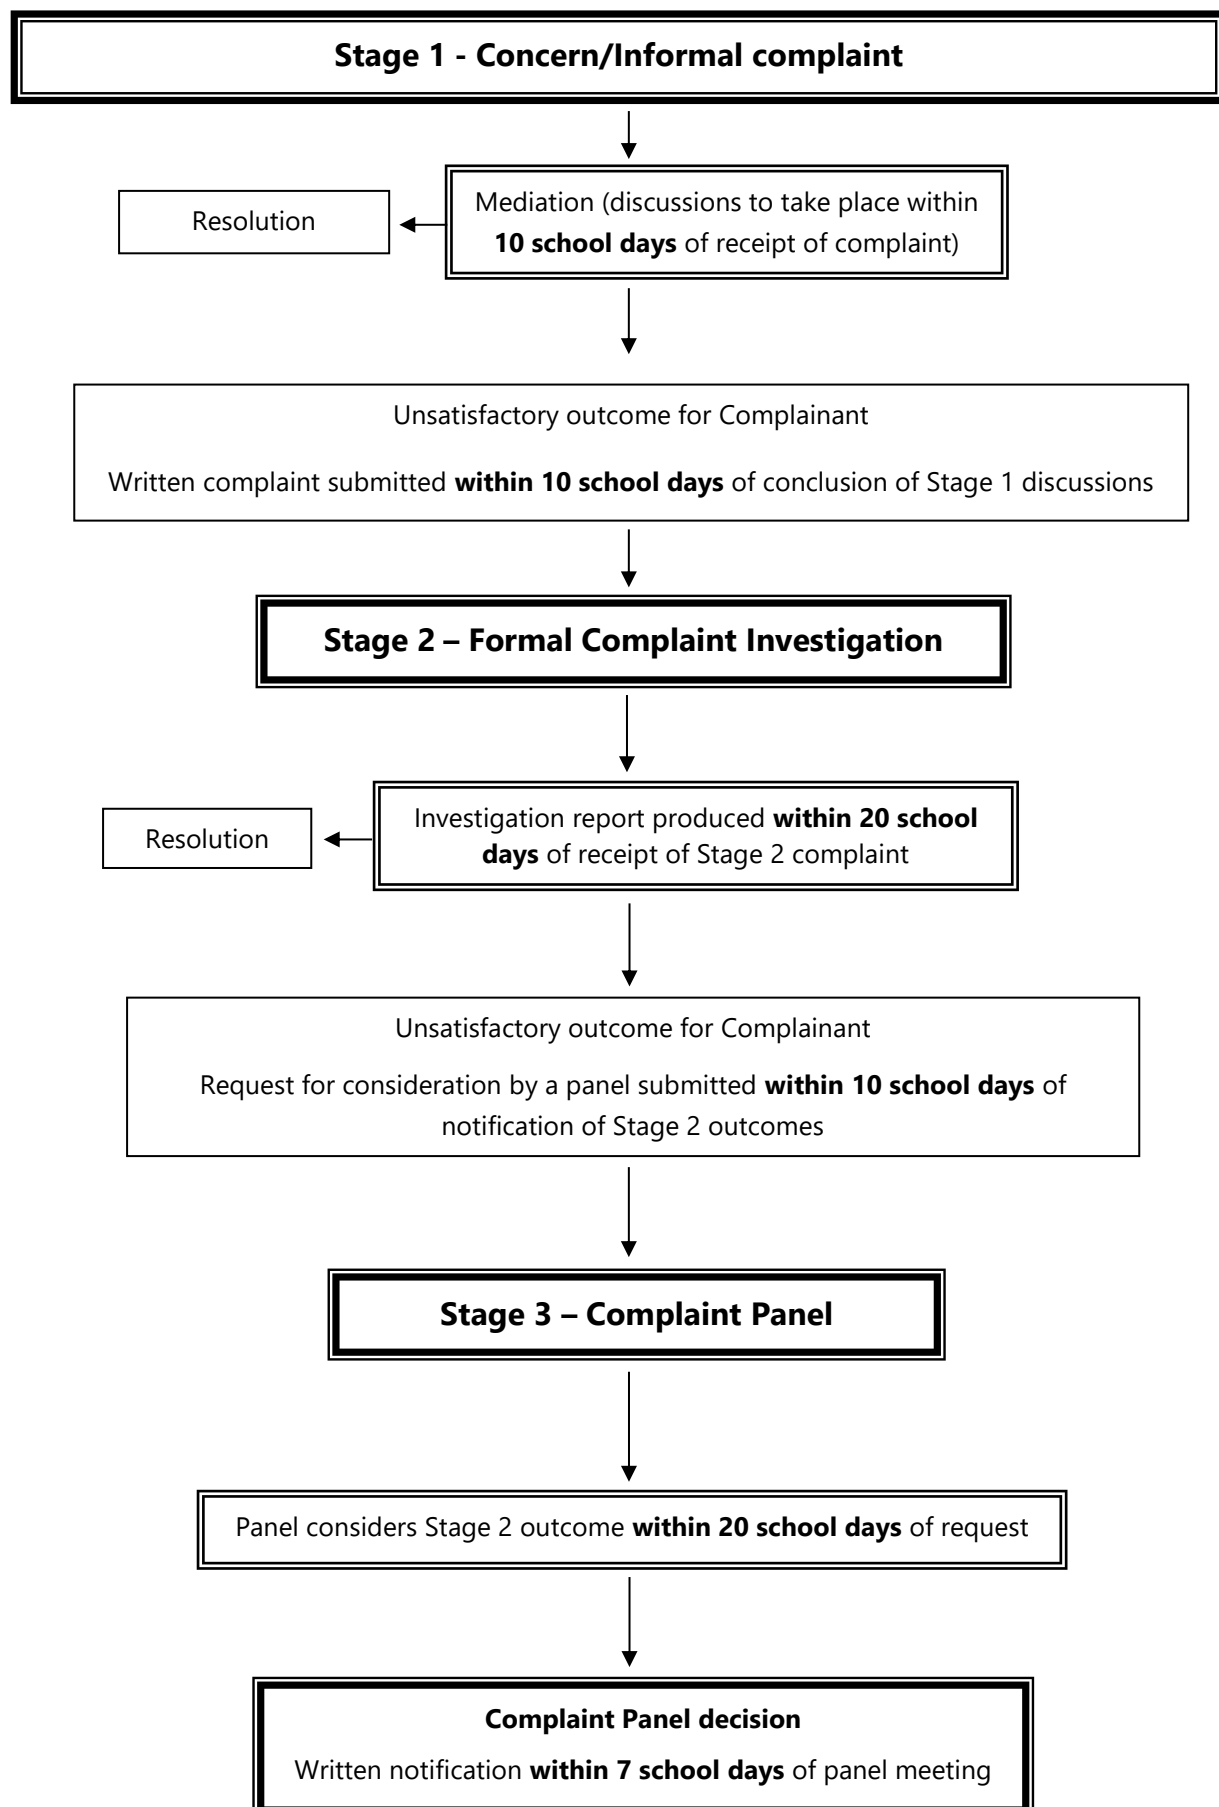 Stage 1 - Concern/Informal complaint
Mediation (discussions to take place within
10 school days of receipt of complaint)
Resolution
Unsatisfactory outcome for Complainant
Written complaint submitted within 10 school days of conclusion of Stage 1 discussions
Stage 2 – Formal Complaint Investigation
Investigation report produced within 20 school
days of receipt of Stage 2 complaint
Resolution
Unsatisfactory outcome for Complainant
Request for consideration by a panel submitted within 10 school days of
notification of Stage 2 outcomes
Stage 3 – Complaint Panel
Panel considers Stage 2 outcome within 20 school days of request
Complaint Panel decision
Written notification within 7 school days of panel meeting